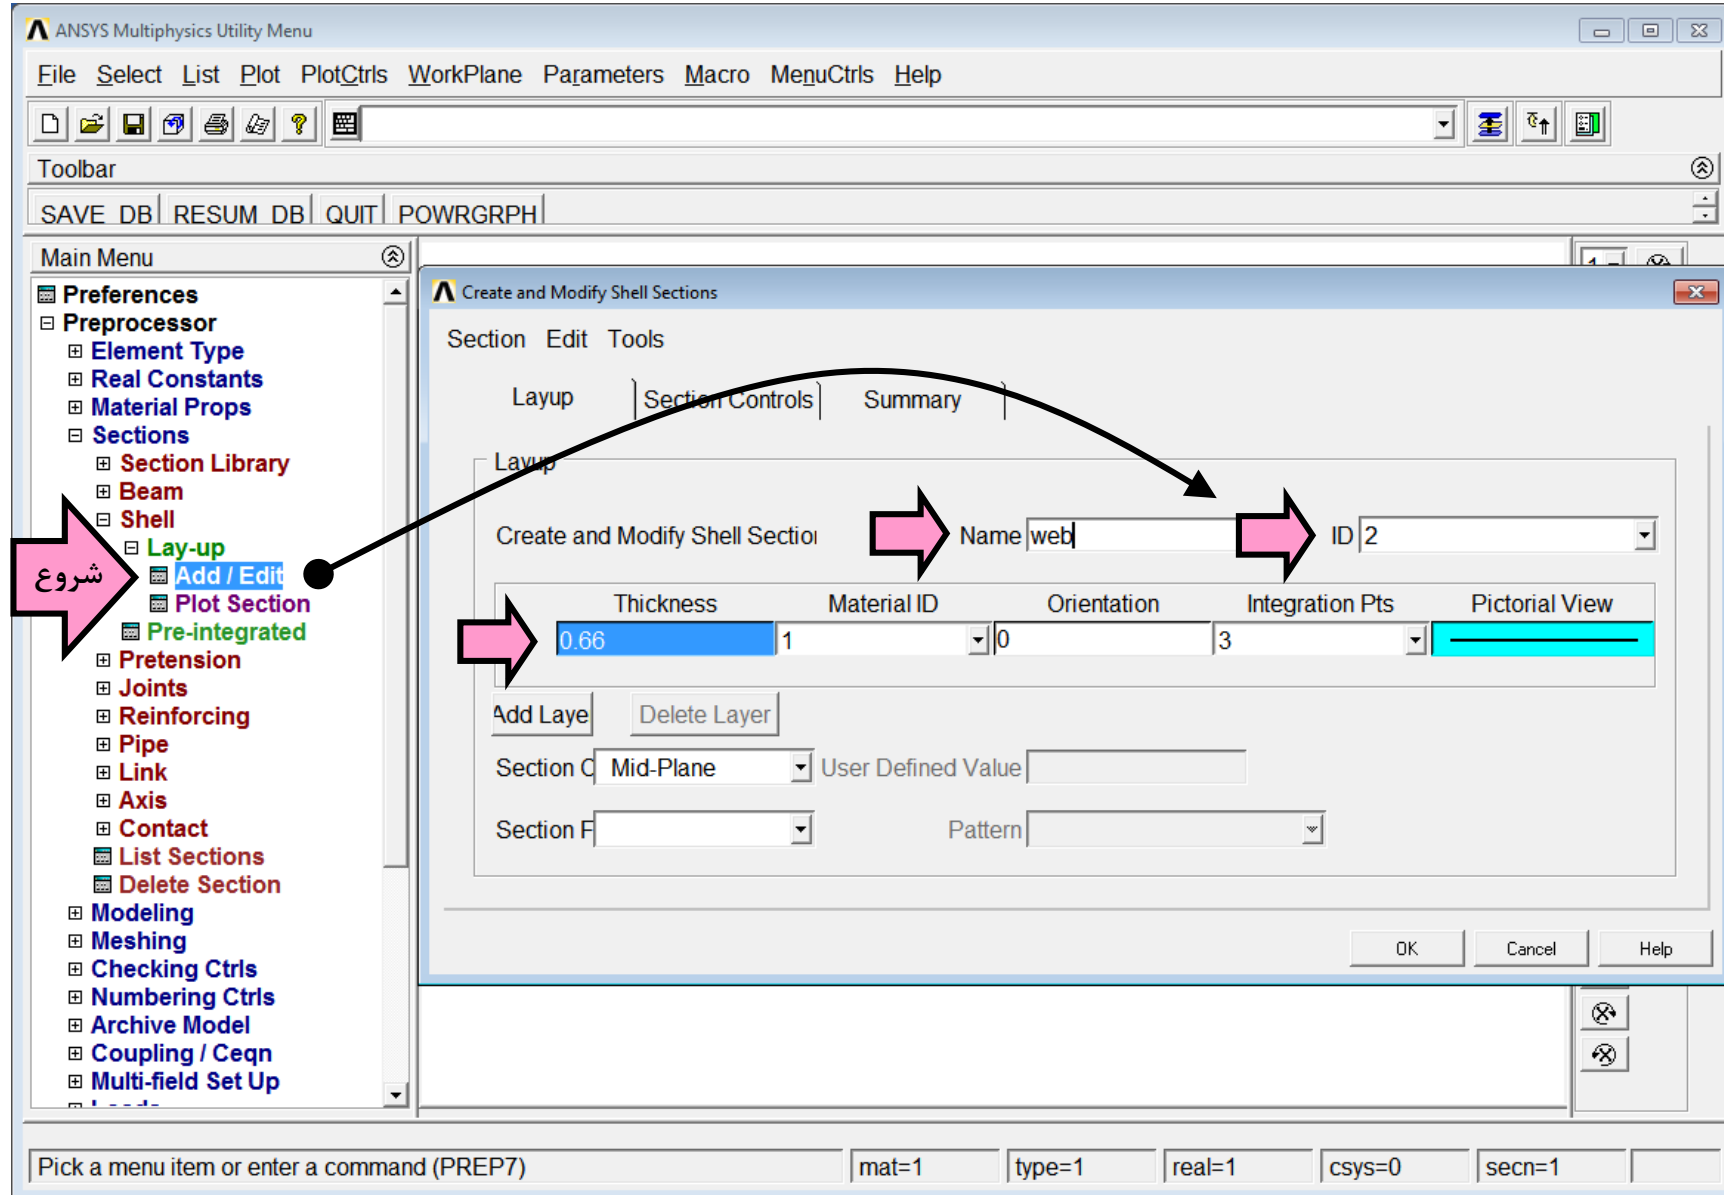 ANSYS Multiphysics Utility Menu
File Select List Plot PlotCtrls WorkPlane Parameters Macro MenuCtrls Help
Toolbar
SAVE_DB RESUM_DB QUIT POWRGRPH
Main Menu
Preferences
Preprocessor
Element Type
Real Constants
Material Props
Sections
Section Library
Beam
Shell
Lay-up
Add / Edit
Plot Section
Pre-integrated
Pretension
Joints
Reinforcing
Pipe
Link
Axis
Contact
List Sections
Delete Section
Modeling
Meshing
Checking Ctrls
Numbering Ctrls
Archive Model
Coupling / Ceqn
Multi-field Set Up
شروع
Create and Modify Shell Sections
Section Edit Tools
Layup Section Controls Summary
Layup
Create and Modify Shell Section Name web ID 2
Thickness Material ID Orientation Integration Pts Pictorial View
0.66 1 0 3
Add Laye Delete Layer
Section O Mid-Plane User Defined Value
Section F Pattern
OK Cancel Help
Pick a menu item or enter a command (PREP7) mat=1 type=1 real=1 csys=0 secn=1